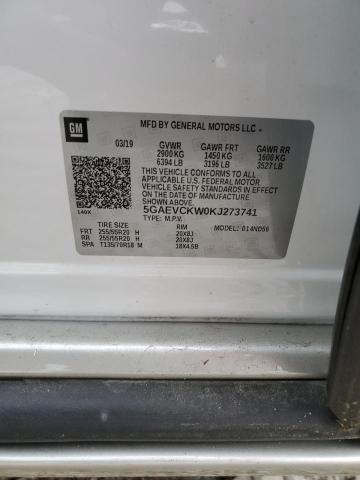 GM
MFD BY GENERAL MOTORS LLC
03/19 GVWR GAWR FRT GAWR RR
2900 KG 1450 KG 1600 KG
6394 LB 3196 LB 3527 LB
THIS VEHICLE CONFORMS TO ALL APPLICABLE
U.S. FEDERAL MOTOR VEHICLE SAFETY
STANDARDS IN EFFECT ON THE DATE OF
MANUFACTURE SHOWN ABOVE.
5GAEVCKW0KJ273741
140X TYPE: M.P.V. MODEL: 014ND56
TIRE SIZE RIM
FRT 255/55R20 H 20X8J
RR 255/55R20 H 20X8J
SPA T135/70R18 M 18X4.5B